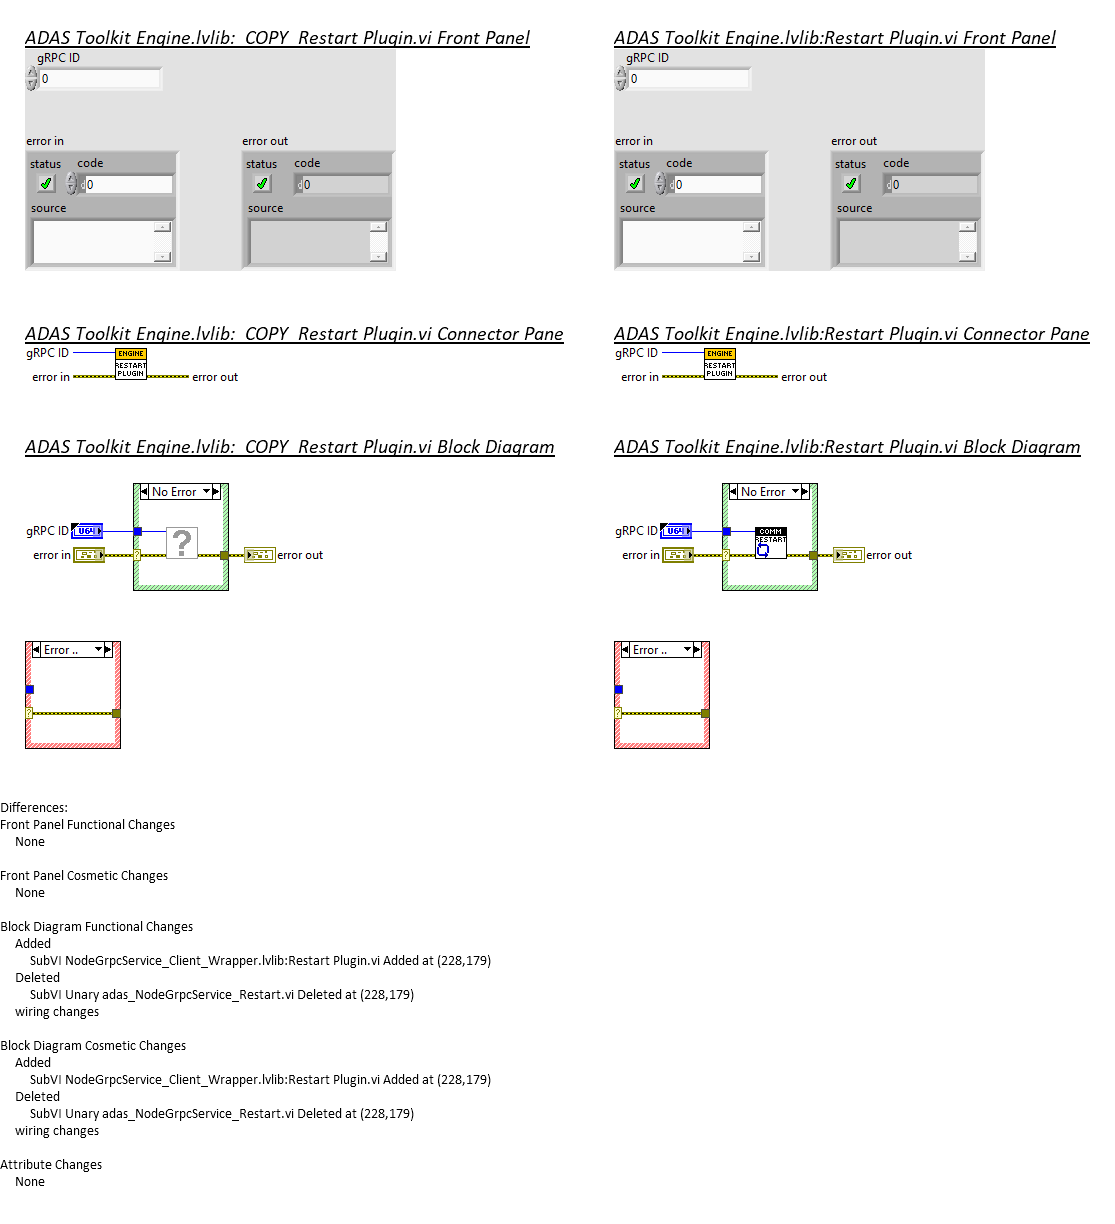 ADAS Toolkit Engine.lvlib:_COPY_Restart Plugin.vi Front Panel
gRPC ID
0
error in
error out
status
code
status
code
0
0
source
source
ADAS Toolkit Engine.lvlib:Restart Plugin.vi Front Panel
gRPC ID
0
error in
error out
status
code
status
code
0
0
source
source
ADAS Toolkit Engine.lvlib:_COPY_Restart Plugin.vi Connector Pane
gRPC ID
ENGINE
RESTART
PLUGIN
error in
error out
ADAS Toolkit Engine.lvlib:Restart Plugin.vi Connector Pane
gRPC ID
ENGINE
RESTART
PLUGIN
error in
error out
ADAS Toolkit Engine.lvlib:_COPY_Restart Plugin.vi Block Diagram
No Error
gRPC ID
U64
?
error in
?
error out
Error ..
?
ADAS Toolkit Engine.lvlib:Restart Plugin.vi Block Diagram
No Error
gRPC ID
U64
COMM
RESTART
error in
?
error out
Error ..
?
Differences:
Front Panel Functional Changes
None
Front Panel Cosmetic Changes
None
Block Diagram Functional Changes
Added
SubVI NodeGrpcService_Client_Wrapper.lvlib:Restart Plugin.vi Added at (228,179)
Deleted
SubVI Unary adas_NodeGrpcService_Restart.vi Deleted at (228,179)
wiring changes
Block Diagram Cosmetic Changes
Added
SubVI NodeGrpcService_Client_Wrapper.lvlib:Restart Plugin.vi Added at (228,179)
Deleted
SubVI Unary adas_NodeGrpcService_Restart.vi Deleted at (228,179)
wiring changes
Attribute Changes
None